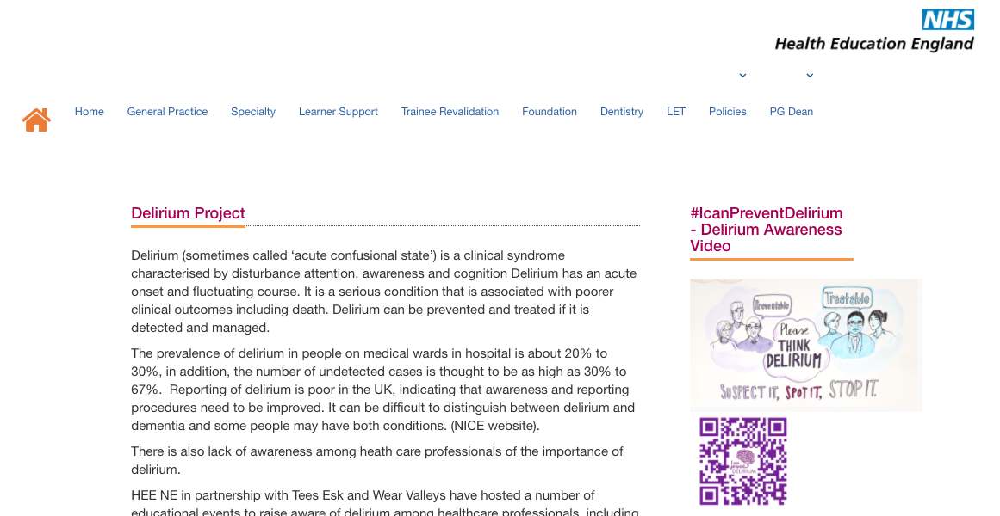 NHS
Health Education England
Home General Practice Specialty Learner Support Trainee Revalidation Foundation Dentistry LET Policies PG Dean
Delirium Project
Delirium (sometimes called ‘acute confusional state’) is a clinical syndrome
characterised by disturbance attention, awareness and cognition Delirium has an acute
onset and fluctuating course. It is a serious condition that is associated with poorer
clinical outcomes including death. Delirium can be prevented and treated if it is
detected and managed.
The prevalence of delirium in people on medical wards in hospital is about 20% to
30%, in addition, the number of undetected cases is thought to be as high as 30% to
67%.  Reporting of delirium is poor in the UK, indicating that awareness and reporting
procedures need to be improved. It can be difficult to distinguish between delirium and
dementia and some people may have both conditions. (NICE website).
There is also lack of awareness among heath care professionals of the importance of
delirium.
HEE NE in partnership with Tees Esk and Wear Valleys have hosted a number of
educational events to raise aware of delirium among healthcare professionals, including
#IcanPreventDelirium
- Delirium Awareness
Video
Preventable
Treatable
Please
THINK
DELIRIUM
SUSPECT IT, SPOT IT, STOP IT.
I can
prevent
DELIRIUM